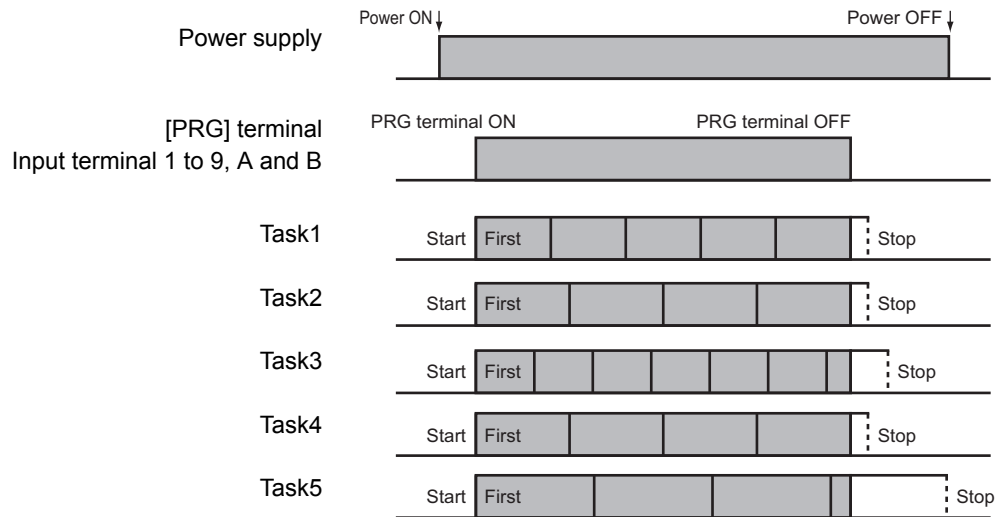 Power ON
Power OFF
Power supply
[PRG] terminal
Input terminal 1 to 9, A and B
PRG terminal ON
PRG terminal OFF
Task1
Start First Stop
Task2
Start First Stop
Task3
Start First Stop
Task4
Start First Stop
Task5
Start First Stop